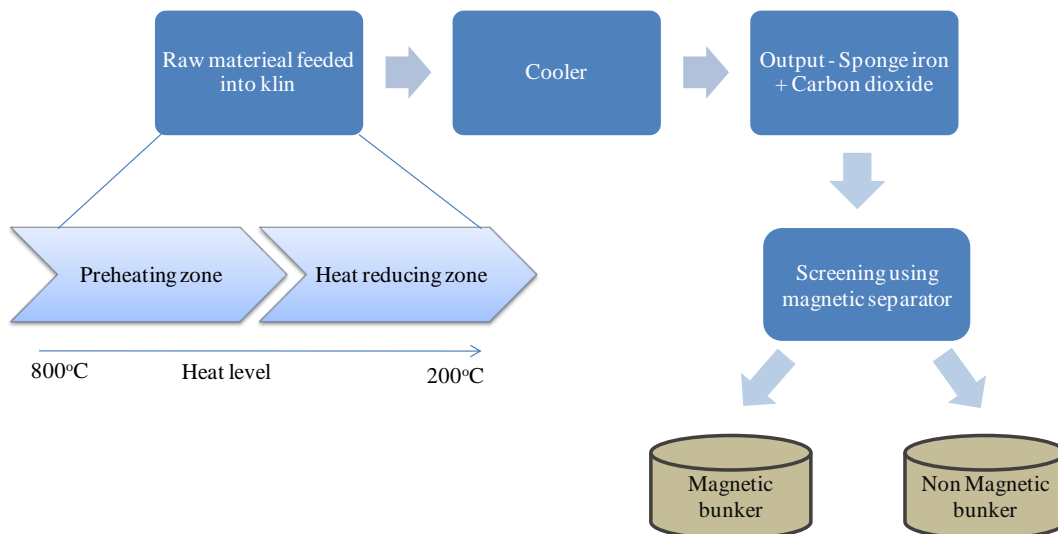 Raw materieal feeded
into klin
Cooler
Output - Sponge iron
+ Carbon dioxide
Preheating zone
Heat reducing zone
800°C
Heat level
200°C
Screening using
magnetic separator
Magnetic
bunker
Non Magnetic
bunker